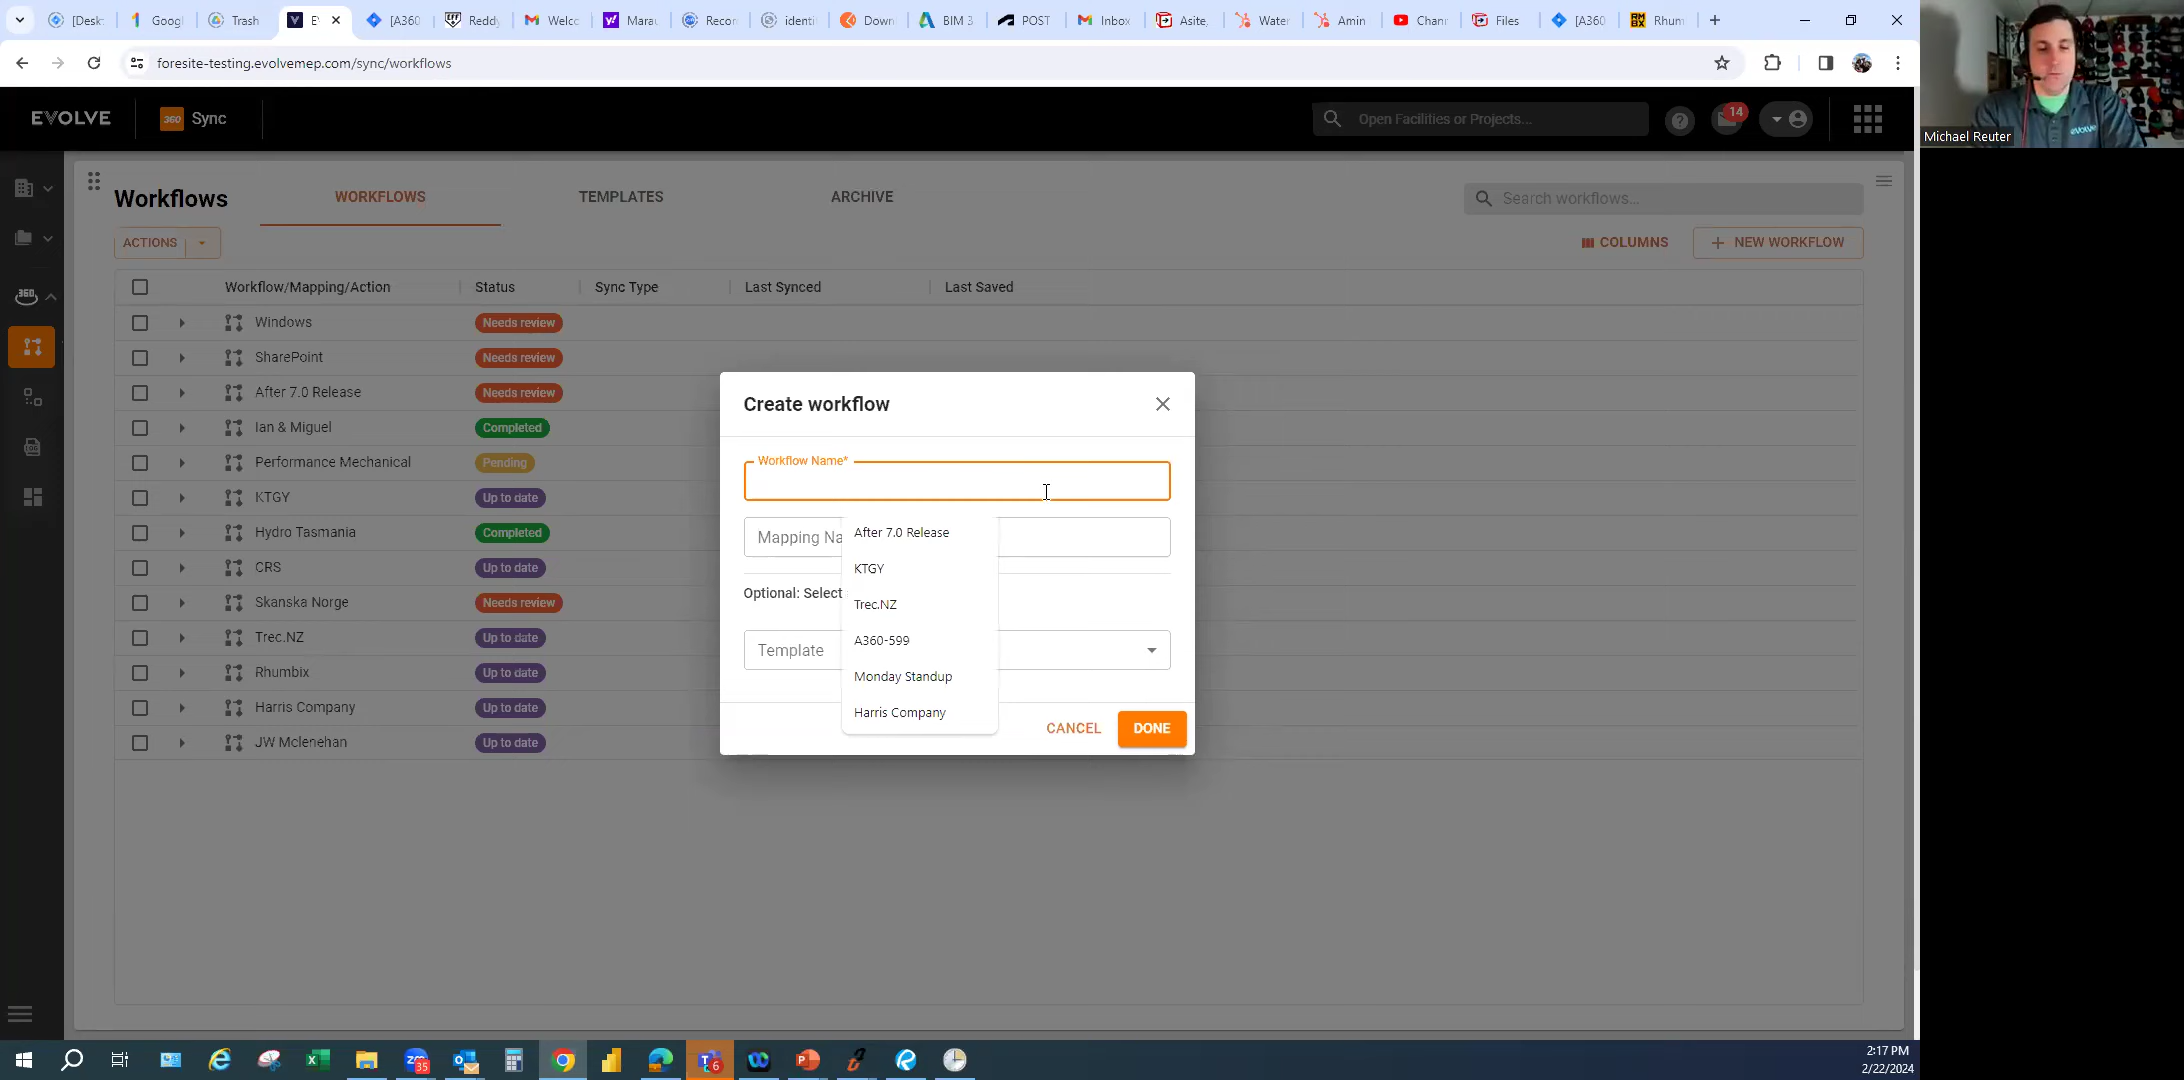 [Desk
Googl
Trash
EV
[A360
Reddy
Welco
Marau
Recon
identi
Down
BIM 3
POST
Inbox
Asite,
Water
Amin
Chann
Files
[A360
Rhum
foresite-testing.evolvemep.com/sync/workflows
EVOLVE
360
Sync
Open Facilities or Projects...
14
Michael Reuter
Workflows
WORKFLOWS
TEMPLATES
ARCHIVE
Search workflows...
ACTIONS
COLUMNS
NEW WORKFLOW
Workflow/Mapping/Action
Status
Sync Type
Last Synced
Last Saved
Windows
Needs review
SharePoint
Needs review
After 7.0 Release
Needs review
Ian & Miguel
Completed
Performance Mechanical
Pending
KTGY
Up to date
Hydro Tasmania
Completed
CRS
Up to date
Skanska Norge
Needs review
Trec.NZ
Up to date
Rhumbix
Up to date
Harris Company
Up to date
JW Mclenehan
Up to date
Create workflow
Workflow Name*
Mapping Na
Optional: Select
Template
After 7.0 Release
KTGY
Trec.NZ
A360-599
Monday Standup
Harris Company
CANCEL
DONE
2:17 PM
2/22/2024